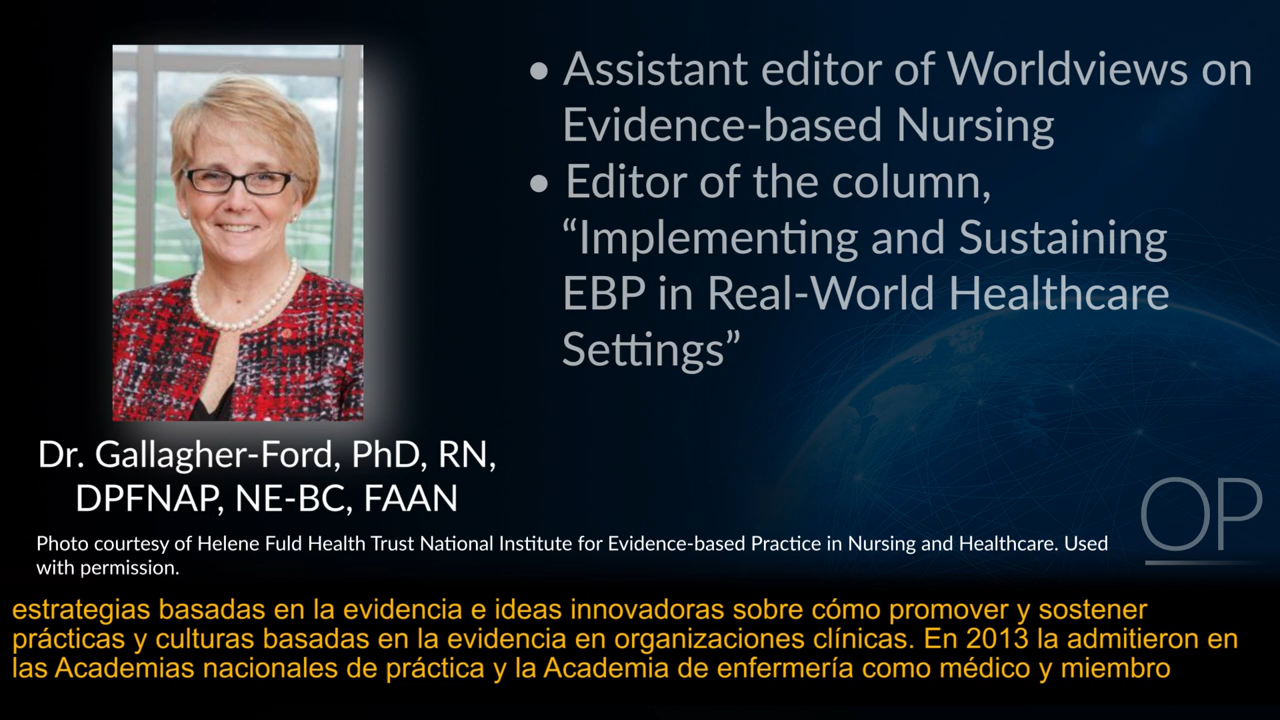 • Assistant editor of Worldviews on
Evidence-based Nursing
• Editor of the column,
“Implementing and Sustaining
EBP in Real-World Healthcare
Settings”
Dr. Gallagher-Ford, PhD, RN,
DPFNAP, NE-BC, FAAN
Photo courtesy of Helene Fuld Health Trust National Institute for Evidence-based Practice in Nursing and Healthcare. Used
with permission.
OP
estrategias basadas en la evidencia e ideas innovadoras sobre cómo promover y sostener
prácticas y culturas basadas en la evidencia en organizaciones clínicas. En 2013 la admitieron en
las Academias nacionales de práctica y la Academia de enfermería como médico y miembro